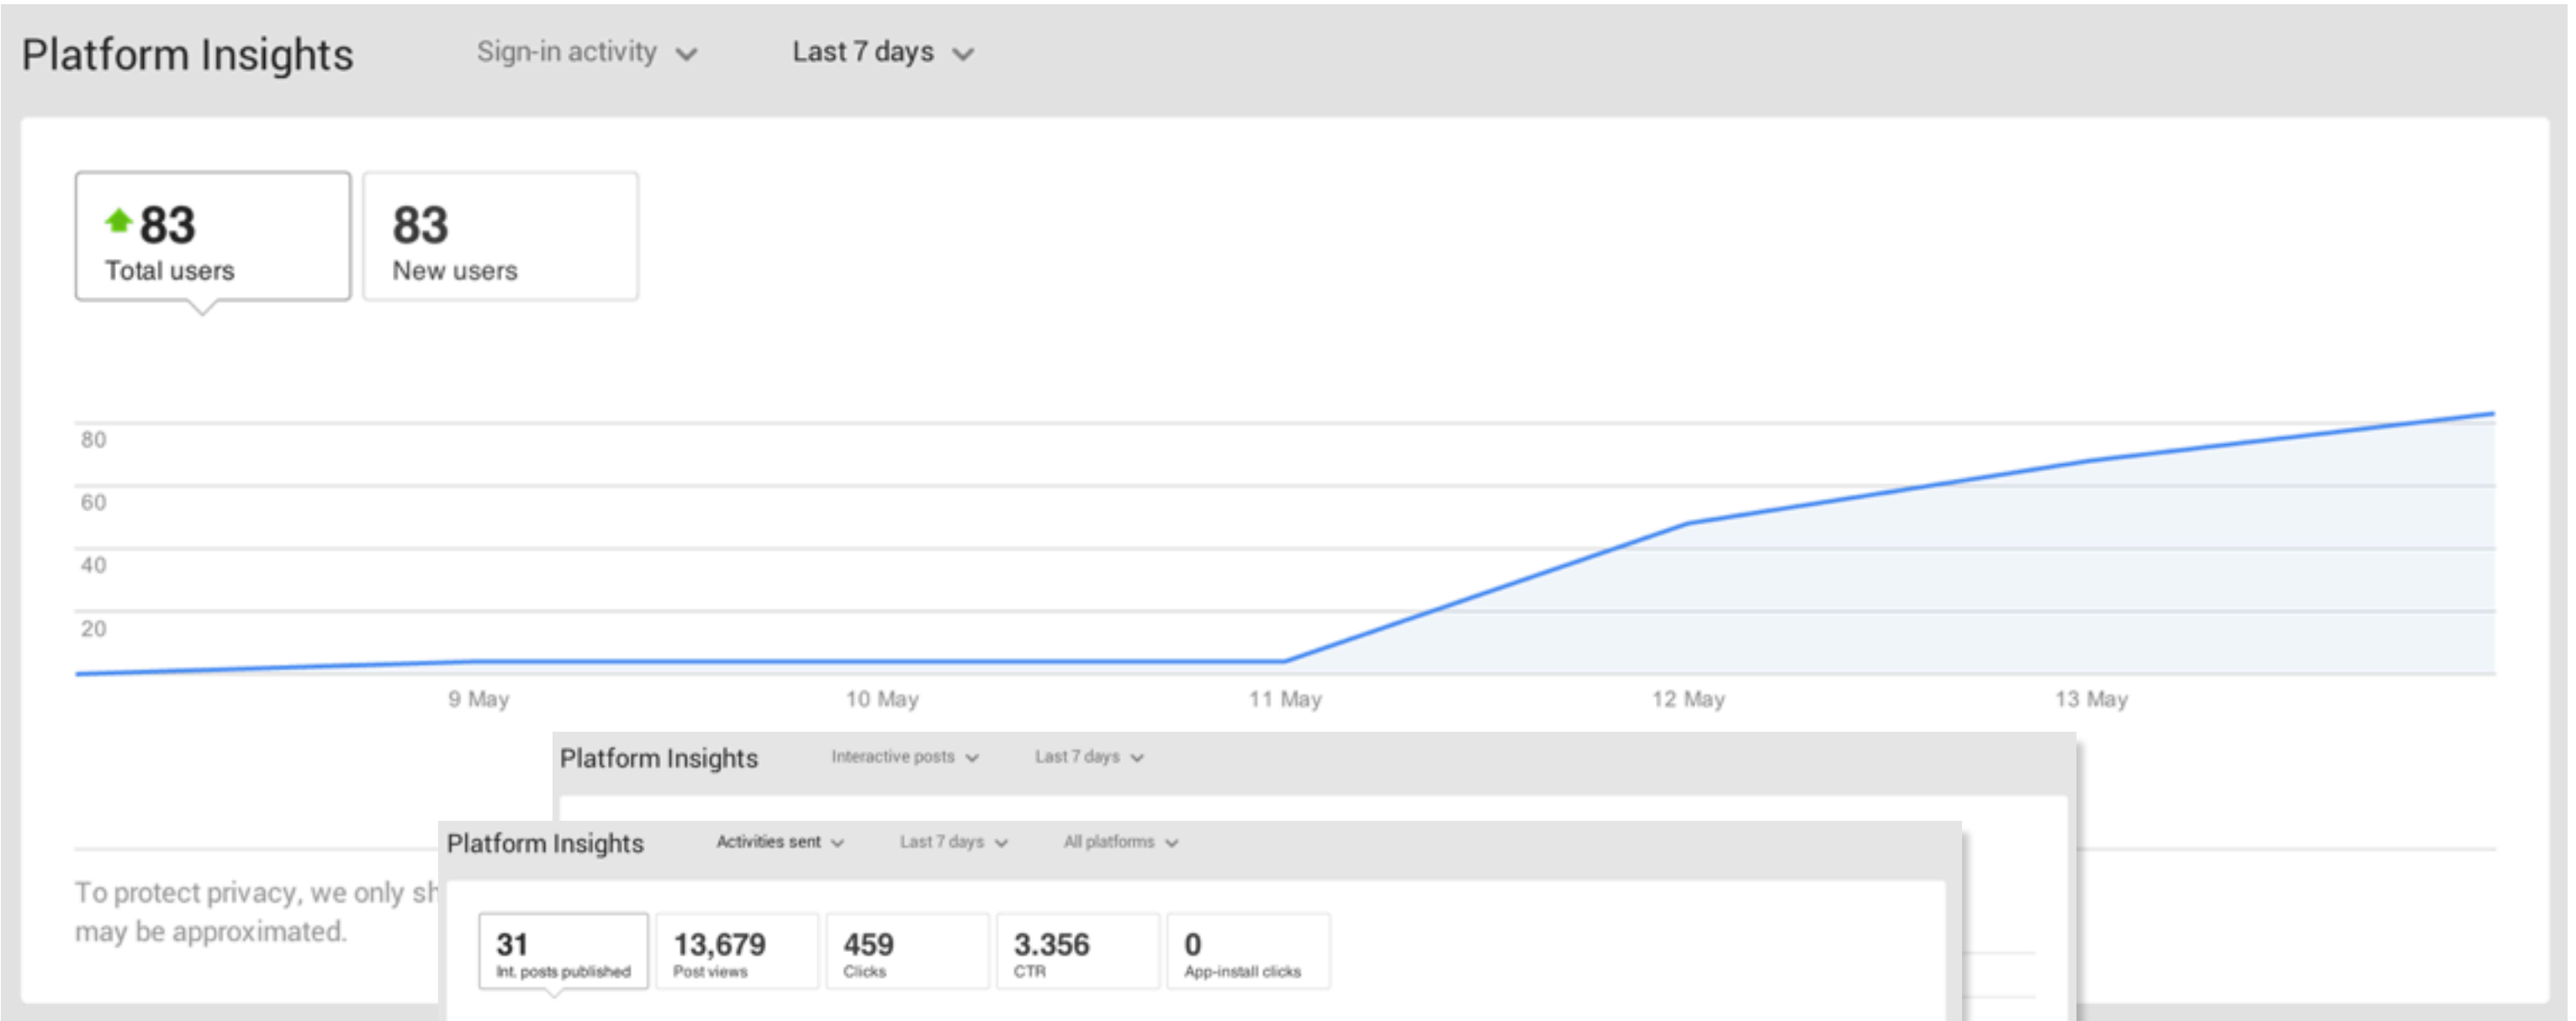 Platform Insights Sign-in activity Last 7 days
83 83
Total users New users
80
60
40
20
9 May 10 May 11 May 12 May 13 May
Platform Insights Interactive posts Last 7 days
Platform Insights Activities sent Last 7 days All platforms
To protect privacy, we only
may be approximated.
31 13,679 459 3.356 0
Int. posts published Post views Clicks CTR App-install clicks